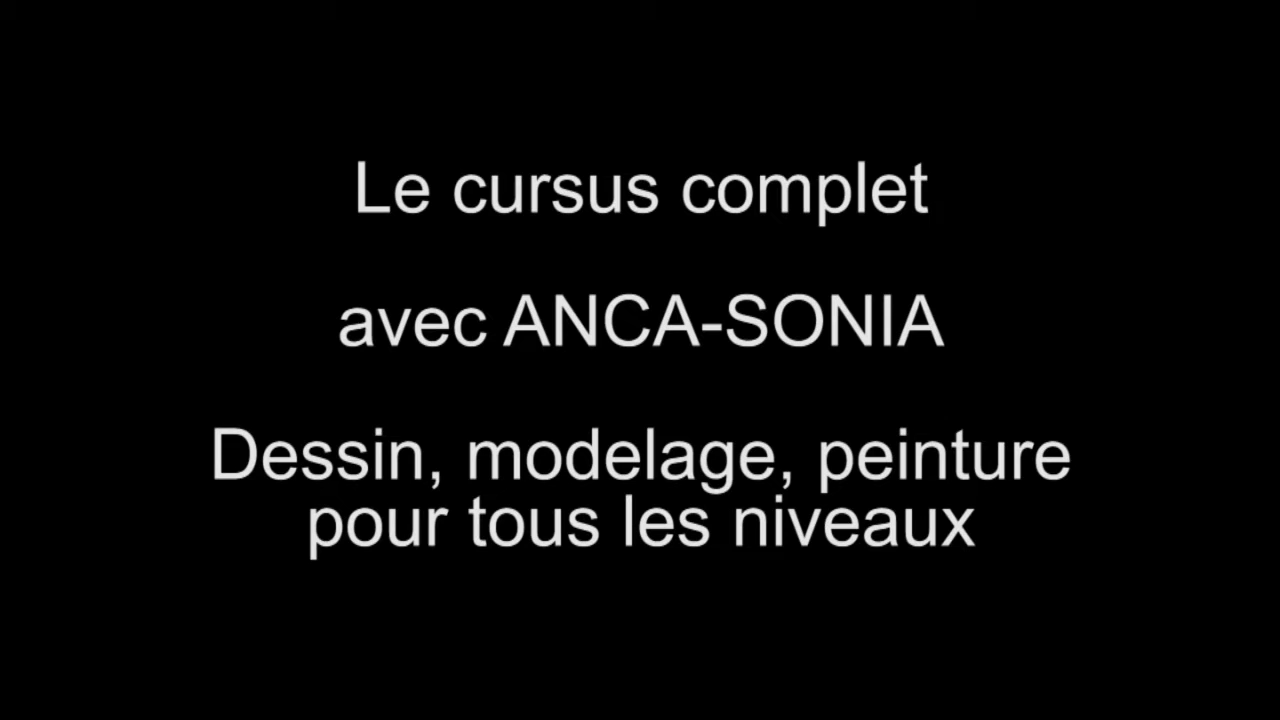 Le cursus complet
avec ANCA-SONIA
Dessin, modelage, peinture
pour tous les niveaux